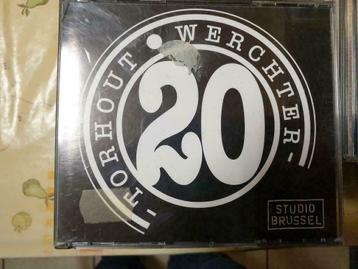 - TORHOUT • WERCHTER -
20
STUDIO
BRUSSEL